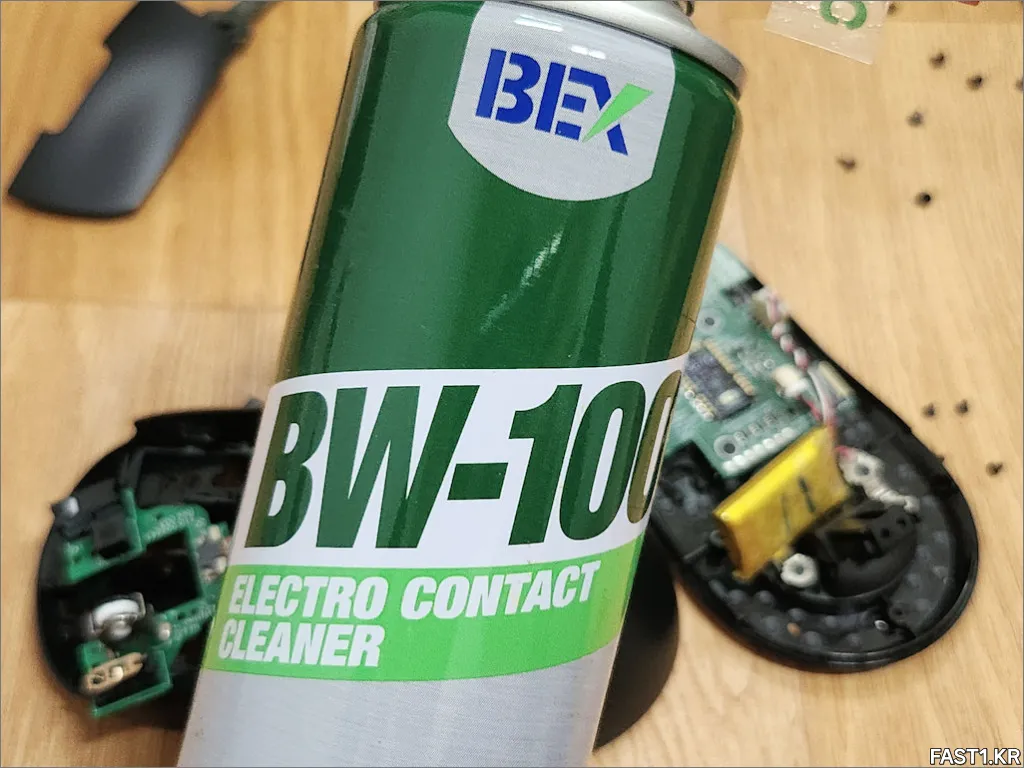 BEX
BW-100
ELECTRO CONTACT
CLEANER
FAST1.KR